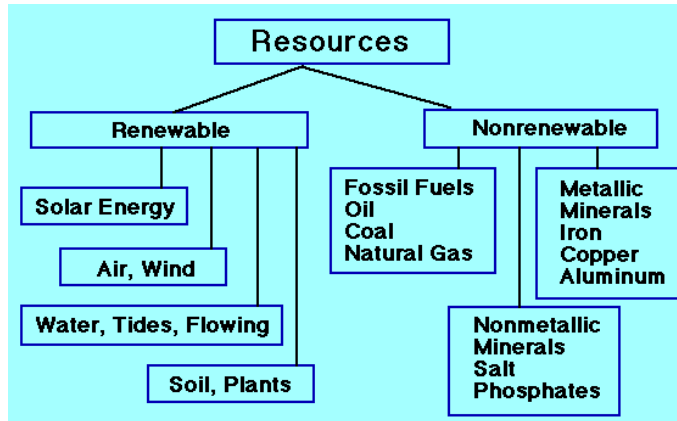 Resources
Renewable
Nonrenewable
Solar Energy
Air, Wind
Water, Tides, Flowing
Soil, Plants
Fossil Fuels
Oil
Coal
Natural Gas
Nonmetallic
Minerals
Salt
Phosphates
Metallic
Minerals
Iron
Copper
Aluminum